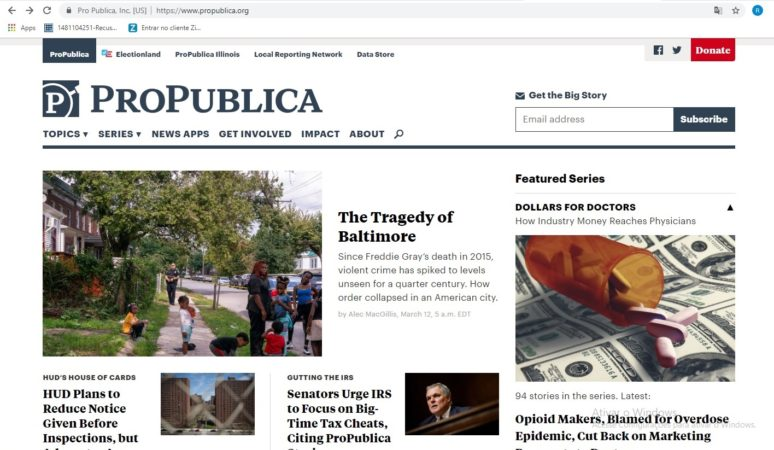 Pro Publica, Inc. [US] | https://www.propublica.org
R
Apps 1481104251-Recus... Entrar no cliente Zi...
ProPublica Electionland ProPublica Illinois Local Reporting Network Data Store
Donate
PROPUBLICA
Get the Big Story
Email address Subscribe
TOPICS ▾ SERIES ▾ NEWS APPS GET INVOLVED IMPACT ABOUT
The Tragedy of
Baltimore
Since Freddie Gray's death in 2015,
violent crime has spiked to levels
unseen for a quarter century. How
order collapsed in an American city.
by Alec MacGillis, March 12, 5 a.m. EDT
HUD'S HOUSE OF CARDS
HUD Plans to
Reduce Notice
Given Before
Inspections, but
GUTTING THE IRS
Senators Urge IRS
to Focus on Big-
Time Tax Cheats,
Citing ProPublica
Featured Series
DOLLARS FOR DOCTORS ▲
How Industry Money Reaches Physicians
94 stories in the series. Latest:
Opioid Makers, Blamed for Overdose
Epidemic, Cut Back on Marketing
Ativar o Windows
Acesse Configurações para ativar o Windows.